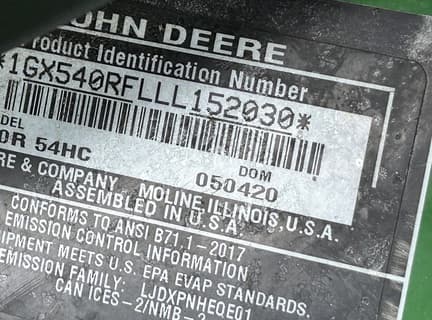 JOHN DEERE
Product Identification Number
*1GX540RFLLL152030*
DEL DOM
0R 54HC 050420
RE & COMPANY, MOLINE, ILLINOIS, U.S.A.
ASSEMBLED IN U.S.A.
CONFORMS TO ANSI B71.1-2017
EMISSION CONTROL INFORMATION
IPMENT MEETS U.S. EPA EVAP STANDARDS.
EMISSION FAMILY: LJDXPNHEQE01
CAN ICES-2/NMB-2